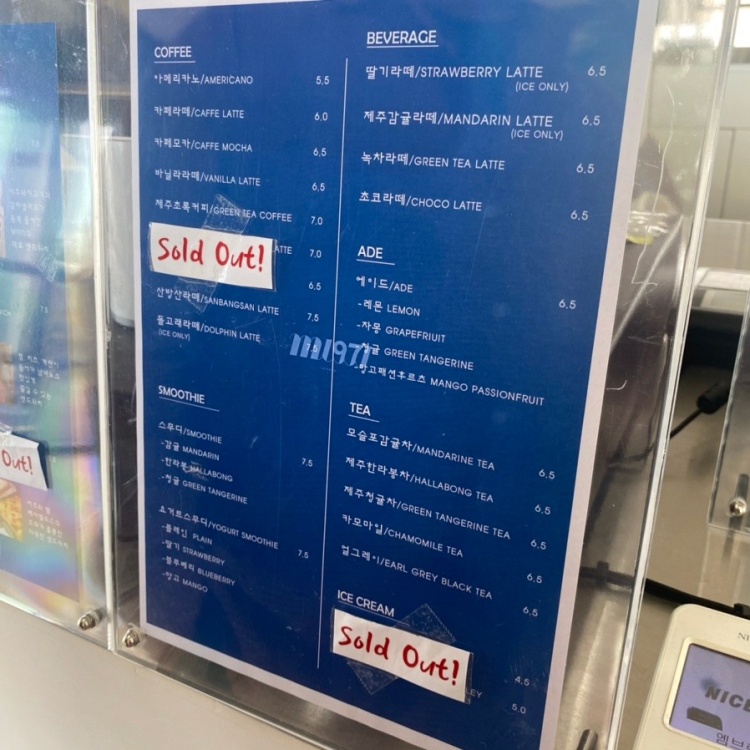 COFFEE
아메리카노/AMERICANO 5.5
카페라떼/CAFFE LATTE 6.0
카페모카/CAFFE MOCHA 6.5
바닐라라떼/VANILLA LATTE 6.5
제주초록커피/GREEN TEA COFFEE 7.0
Sold Out!
LATTE 7.0
6.5
산방산라떼/SANBANGSAN LATTE 7.5
돌고래라떼/DOLPHIN LATTE 7.5
(ICE ONLY)
m1971
SMOOTHIE
스무디/SMOOTHIE
-감귤 MANDARIN
-한라봉 HALLABONG 7.5
-청귤 GREEN TANGERINE
요거트스무디/YOGURT SMOOTHIE 7.5
-플레인 PLAIN
-딸기 STRAWBERRY
-블루베리 BLUEBERRY
-망고 MANGO
BEVERAGE
딸기라떼/STRAWBERRY LATTE 6.5
(ICE ONLY)
제주감귤라떼/MANDARIN LATTE 6.5
(ICE ONLY)
녹차라떼/GREEN TEA LATTE 6.5
초코라떼/CHOCO LATTE 6.5
ADE
에이드/ADE 6.5
-레몬 LEMON
-자몽 GRAPEFRUIT
-청귤 GREEN TANGERINE
-망고패션후르츠 MANGO PASSIONFRUIT
TEA
모슬포감귤차/MANDARINE TEA 6.5
제주한라봉차/HALLABONG TEA 6.5
제주청귤차/GREEN TANGERINE TEA 6.5
카모마일/CHAMOMILE TEA 6.5
얼그레이/EARL GREY BLACK TEA 6.5
ICE CREAM
Sold Out!
4.5
LEY 5.0
Out!
NICE